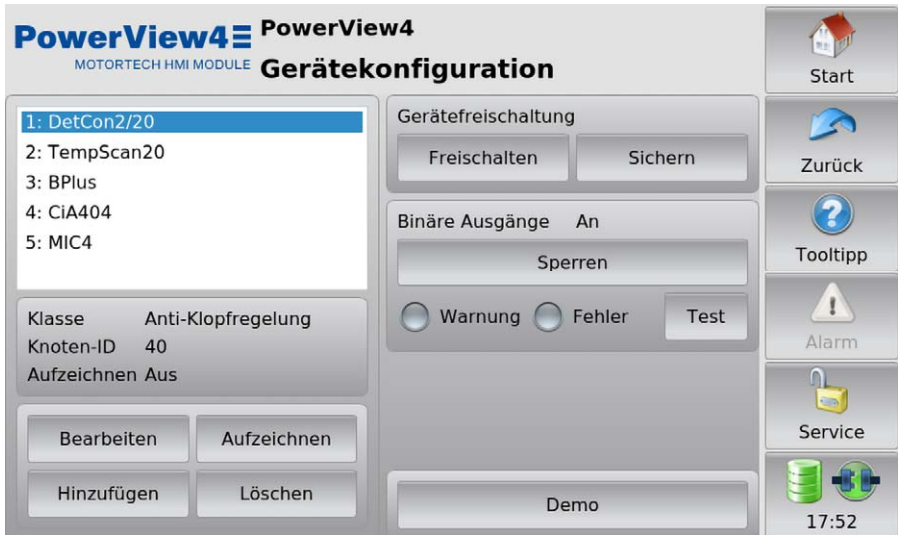 PowerView4
MOTORTECH HMI MODULE
PowerView4
Gerätekonfiguration
1: DetCon2/20
2: TempScan20
3: BPlus
4: CiA404
5: MIC4
Klasse Anti-Klopfregelung
Knoten-ID 40
Aufzeichnen Aus
Bearbeiten Aufzeichnen
Hinzufügen Löschen
Gerätefreischaltung
Freischalten Sichern
Binäre Ausgänge An
Sperren
Warnung Fehler Test
Demo
Start
Zurück
Tooltipp
Alarm
Service
17:52